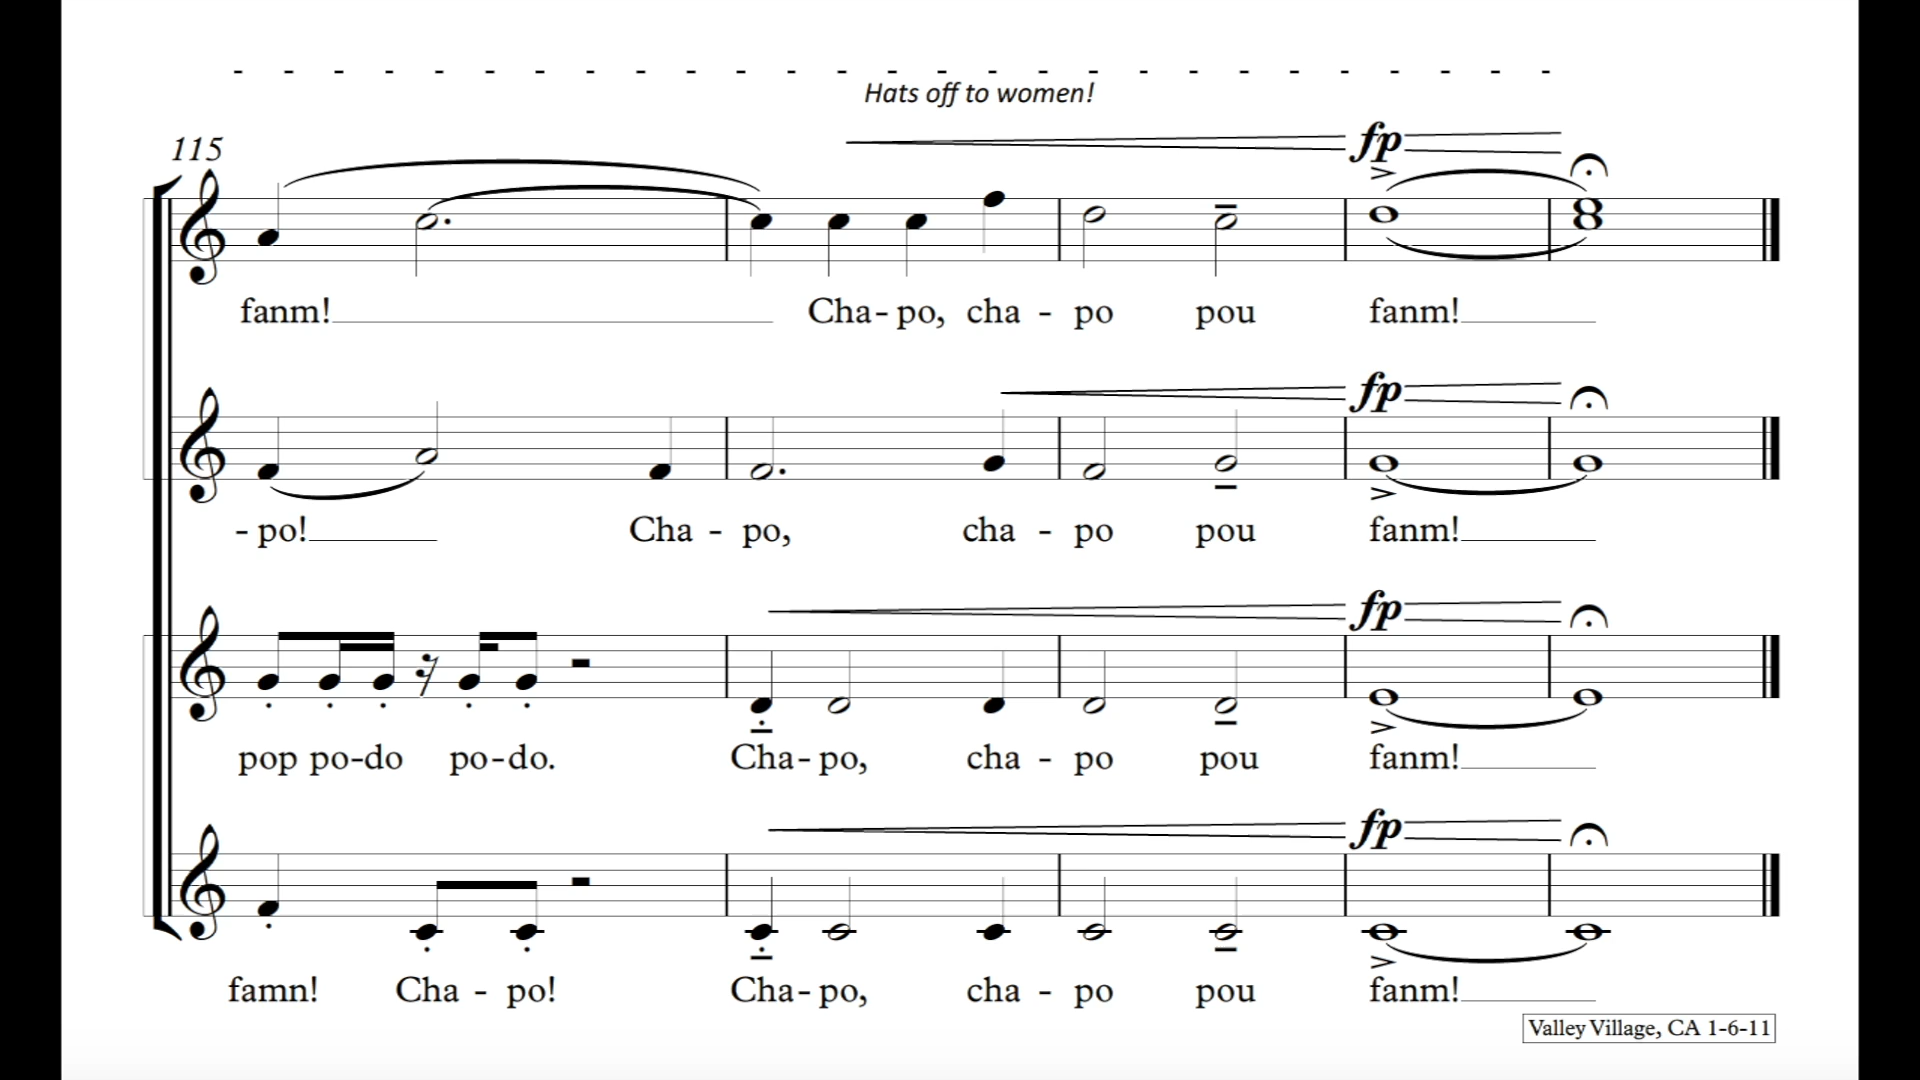 Hats off to women!
115
fp
fanm! Cha-po, cha - po pou fanm!
fp
- po! Cha - po, cha - po pou fanm!
fp
pop po-do po-do. Cha-po, cha - po pou fanm!
fp
famn! Cha - po! Cha-po, cha - po pou fanm!
Valley Village, CA 1-6-11